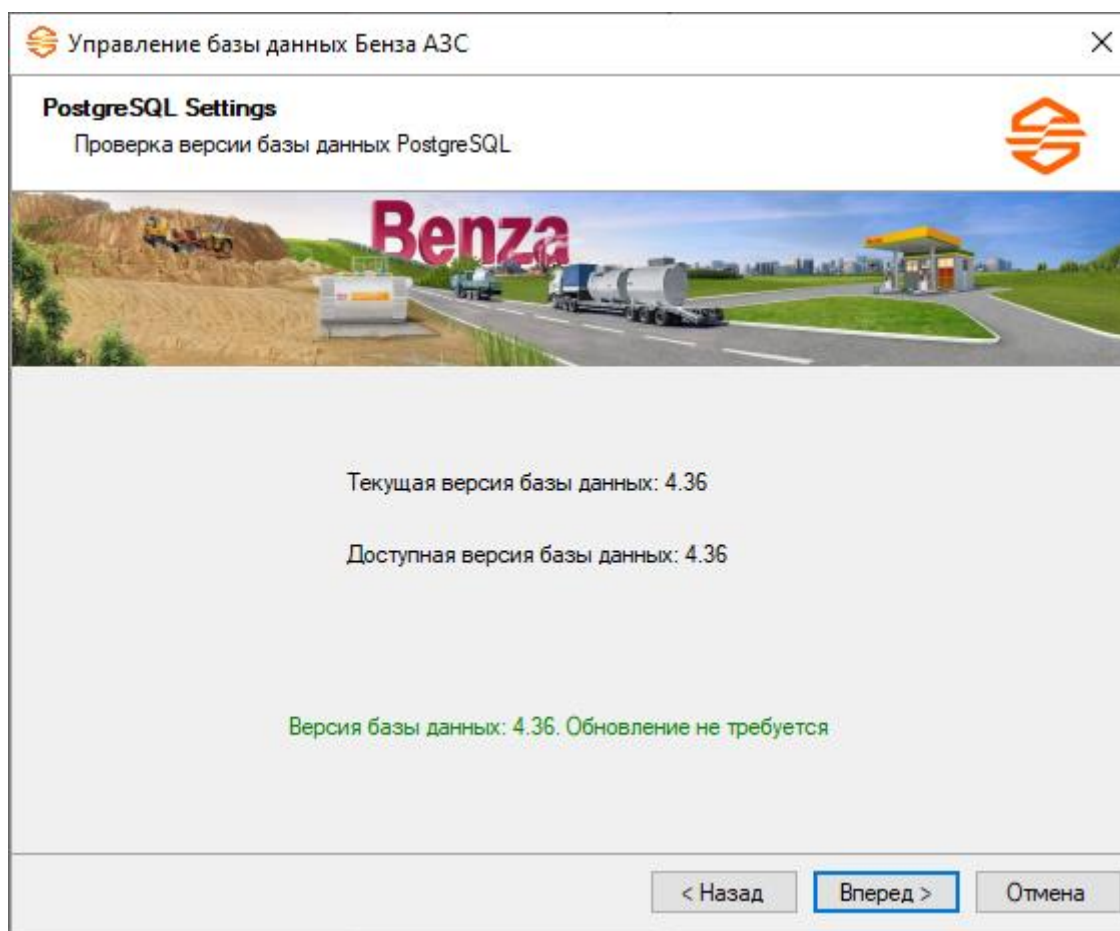 Управление базы данных Бенза АЗС
PostgreSQL Settings
Проверка версии базы данных PostgreSQL
Benza
Текущая версия базы данных: 4.36
Доступная версия базы данных: 4.36
Версия базы данных: 4.36. Обновление не требуется
< Назад
Вперед >
Отмена